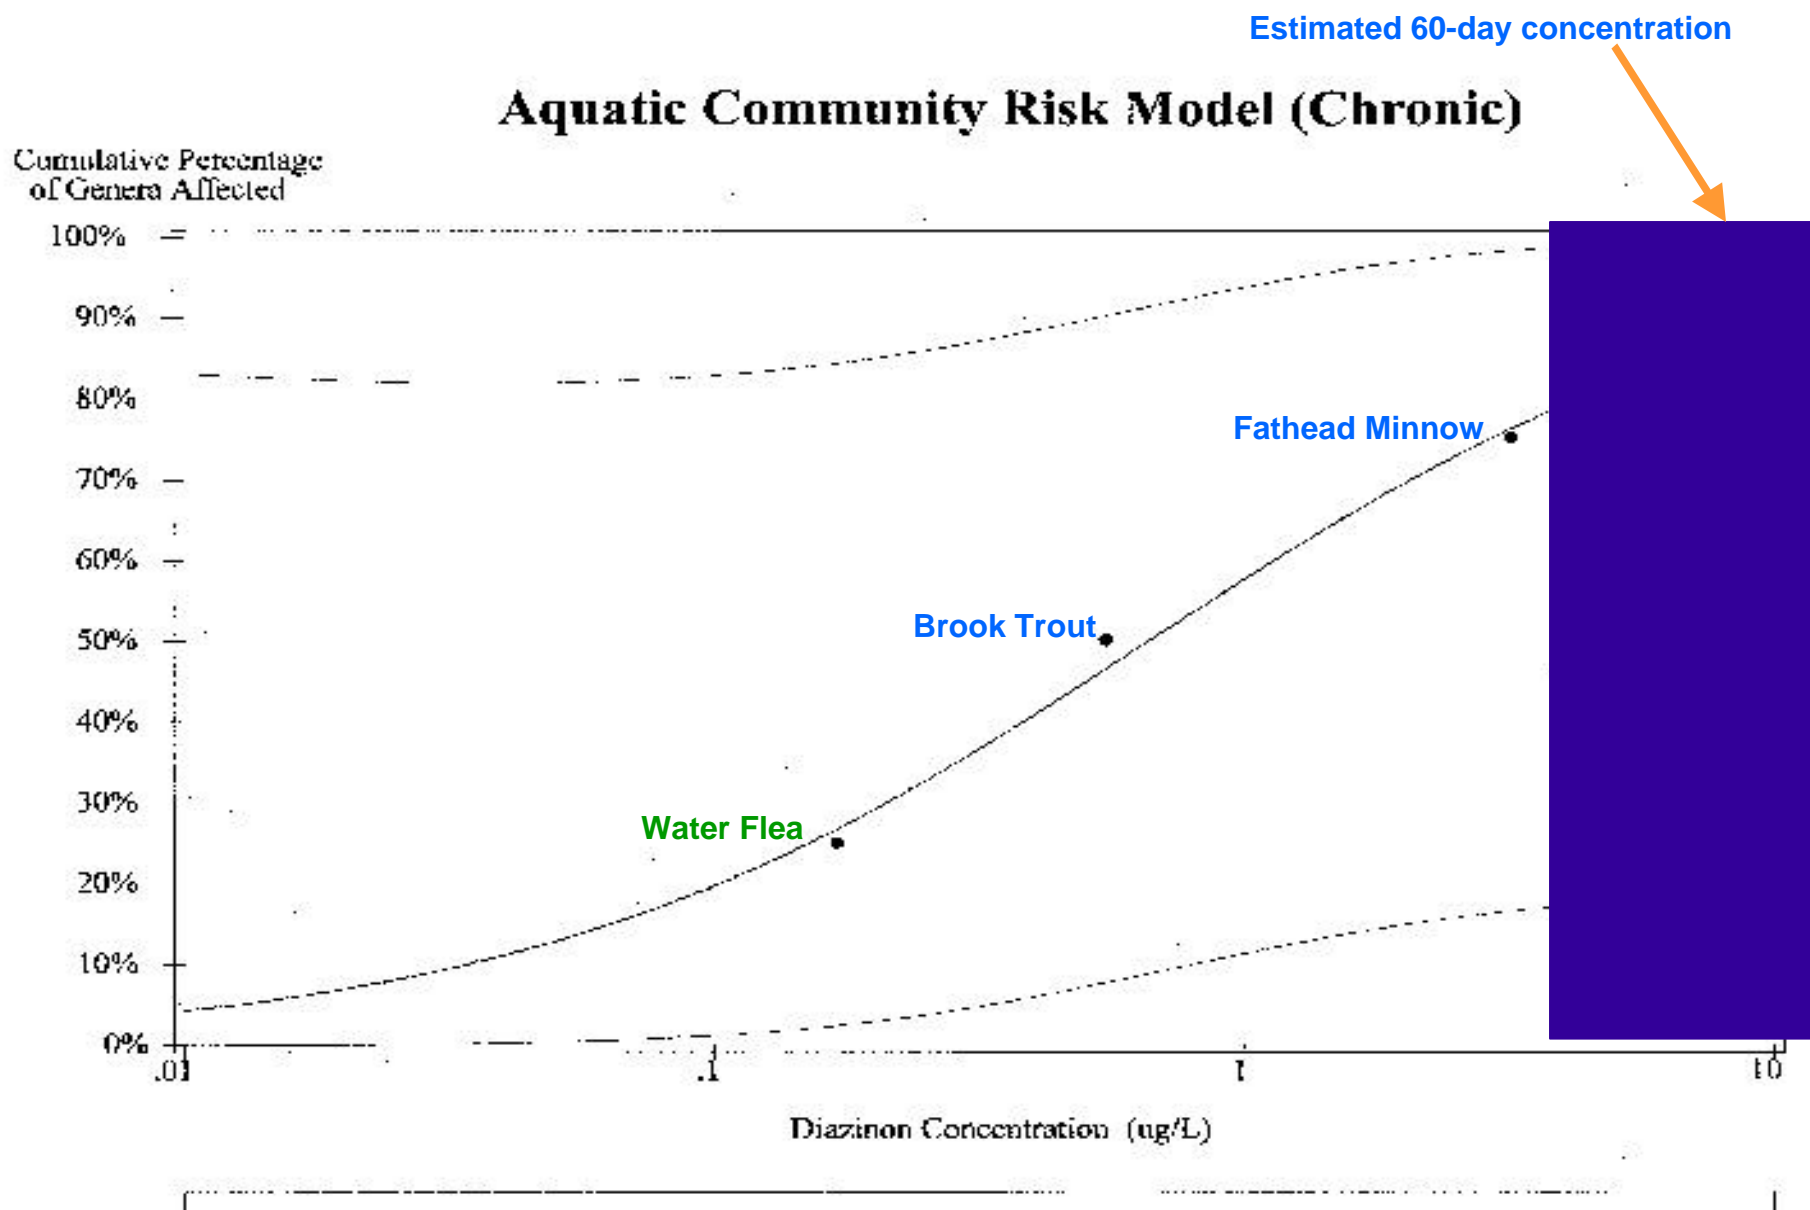 Estimated 60-day concentration
Aquatic Community Risk Model (Chronic)
Cumulative Percentage
of Genera Affected
100%
90%
80%
70%
60%
50%
40%
30%
20%
10%
0%
Fathead Minnow
Brook Trout
Water Flea
.01
.1
1
10
Diazinon Concentration (ug/L)